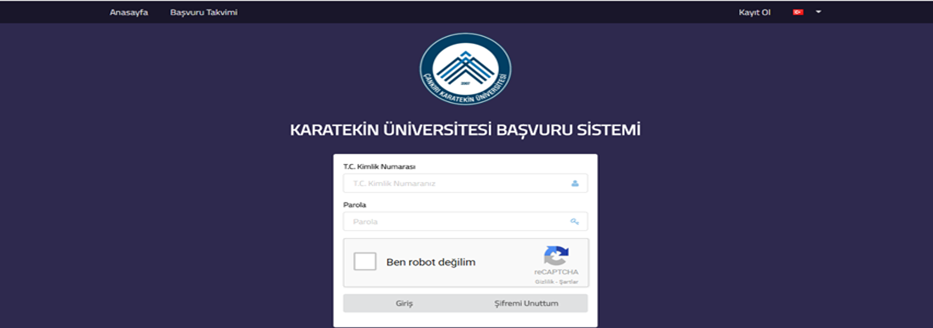 Anasayfa Başvuru Takvimi Kayıt Ol
ÇANKIRI KARATEKİN ÜNİVERSİTESİ
2007
KARATEKİN ÜNİVERSİTESİ BAŞVURU SİSTEMİ
T.C. Kimlik Numarası
T.C. Kimlik Numaranız
Parola
Parola
Ben robot değilim
reCAPTCHA
Gizlilik - Şartlar
Giriş Şifremi Unuttum